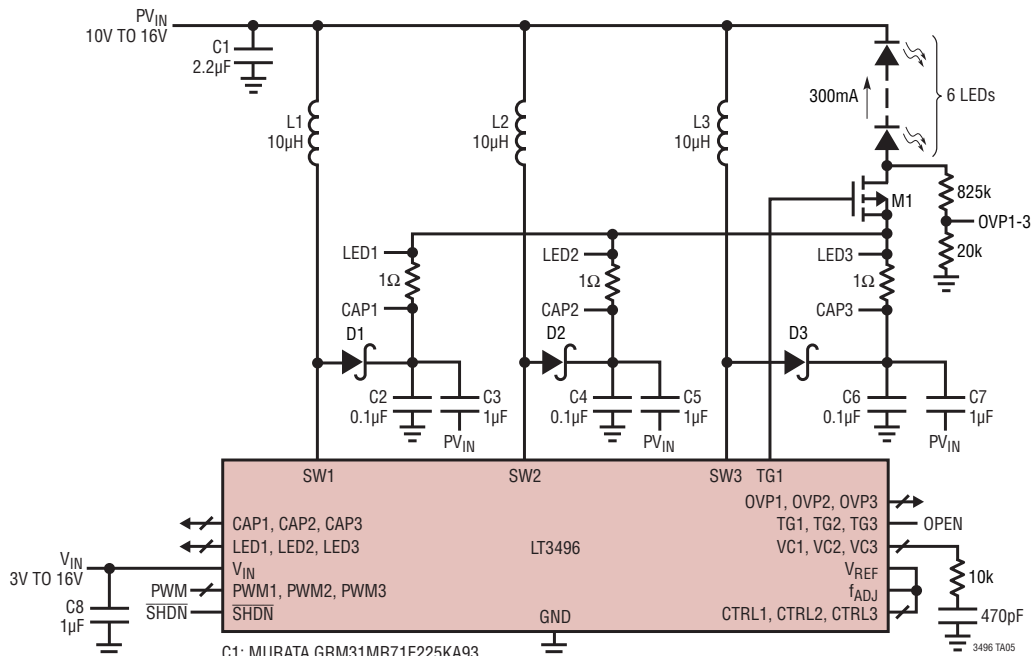 PVIN
10V TO 16V
C1
2.2µF
L1
10µH
L2
10µH
L3
10µH
300mA
6 LEDs
M1
825k
OVP1-3
20k
LED1
1Ω
CAP1
LED2
1Ω
CAP2
LED3
1Ω
CAP3
D1
D2
D3
C2
0.1µF
C3
1µF
PVIN
C4
0.1µF
C5
1µF
PVIN
C6
0.1µF
C7
1µF
PVIN
SW1
SW2
SW3
TG1
CAP1, CAP2, CAP3
LED1, LED2, LED3
VIN
3V TO 16V
VIN
PWM
PWM1, PWM2, PWM3
SHDN
SHDN
C8
1µF
LT3496
GND
OVP1, OVP2, OVP3
TG1, TG2, TG3
OPEN
VC1, VC2, VC3
VREF
fADJ
CTRL1, CTRL2, CTRL3
10k
470pF
3496 TA05
C1: MURATA GRM31MR71E225KA93